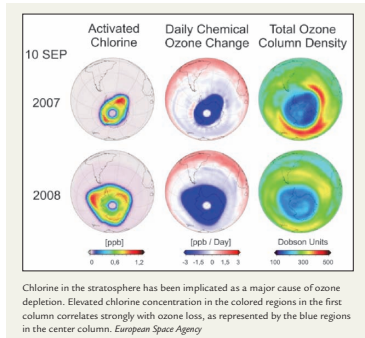 Activated Chlorine
Daily Chemical Ozone Change
Total Ozone Column Density
10 SEP
2007
2008
[ppb]
[ppb / Day]
Dobson Units
0 0,6 1,2
-3 -1,5 0 1,5 3
100 300 500
Chlorine in the stratosphere has been implicated as a major cause of ozone
depletion. Elevated chlorine concentration in the colored regions in the first
column correlates strongly with ozone loss, as represented by the blue regions
in the center column. European Space Agency